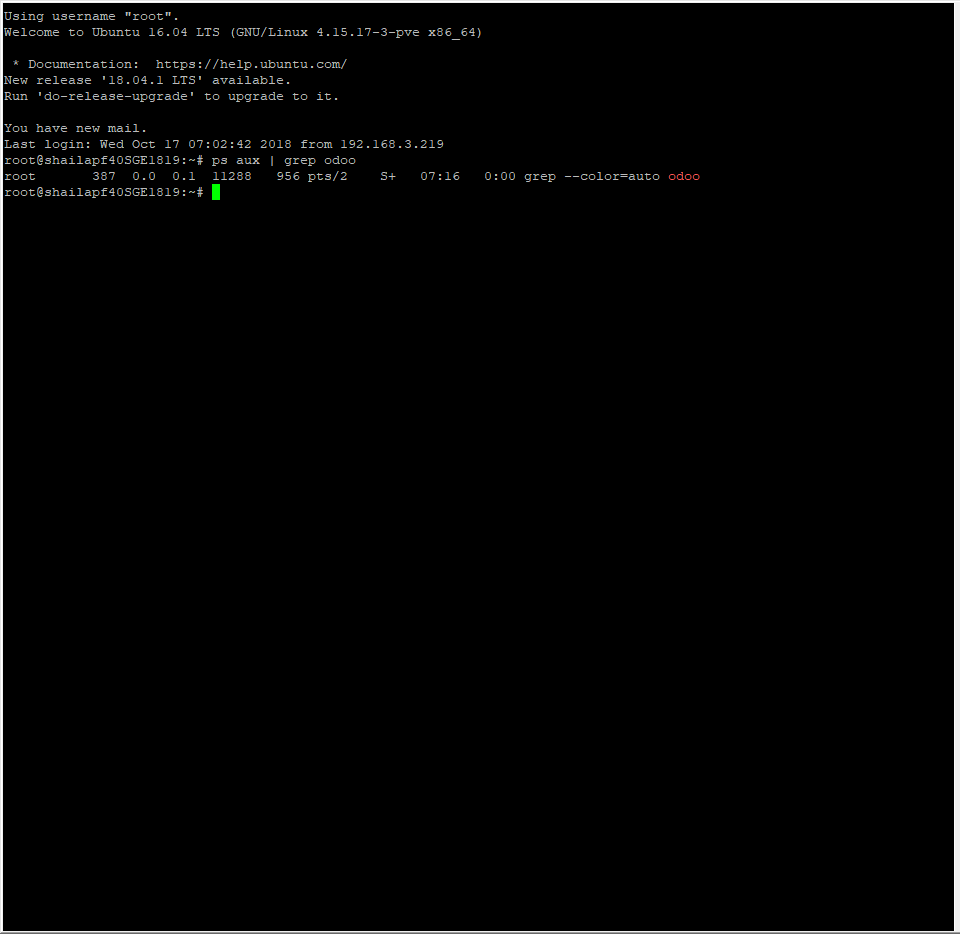 Using username "root".
Welcome to Ubuntu 16.04 LTS (GNU/Linux 4.15.17-3-pve x86_64)
 * Documentation:  https://help.ubuntu.com/
New release '18.04.1 LTS' available.
Run 'do-release-upgrade' to upgrade to it.
You have new mail.
Last login: Wed Oct 17 07:02:42 2018 from 192.168.3.219
root@shailapf40SGE1819:~# ps aux | grep odoo
root       387  0.0  0.1  11288   956 pts/2    S+   07:16   0:00 grep --color=auto odoo
root@shailapf40SGE1819:~#